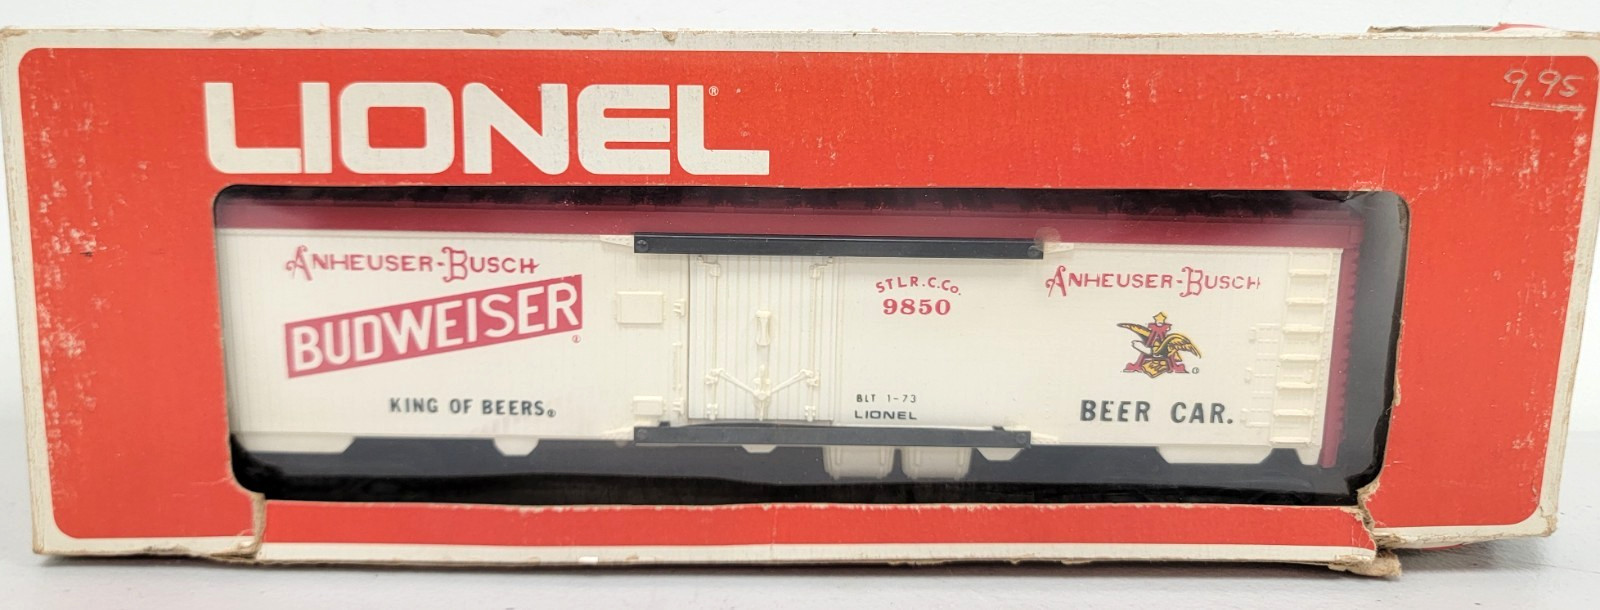 LIONEL®
9.95
ANHEUSER-BUSCH
BUDWEISER
®
KING OF BEERS®
ST.L.R.C.Co.
9850
BLT 1-73
LIONEL
ANHEUSER-BUSCH
A
®
BEER CAR.